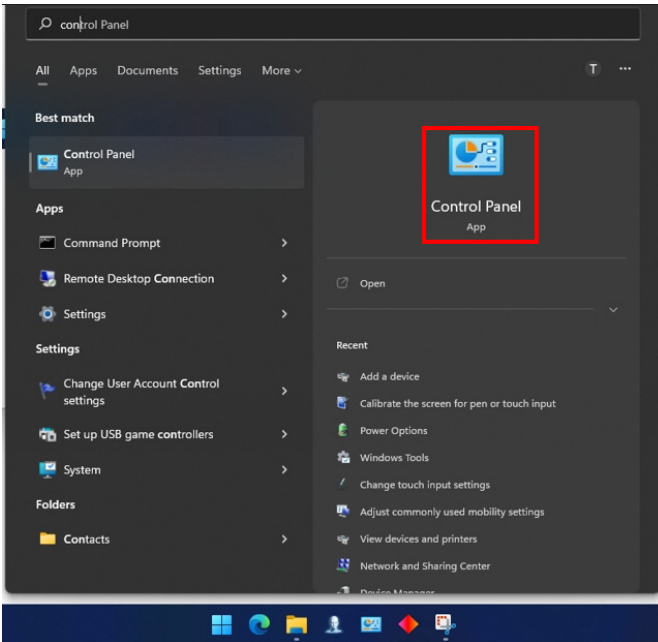 control Panel
All Apps Documents Settings More
T ...
Best match
Control Panel
App
Apps
Command Prompt
Remote Desktop Connection
Settings
Settings
Change User Account Control
settings
Set up USB game controllers
System
Folders
Contacts
Control Panel
App
Open
Recent
Add a device
Calibrate the screen for pen or touch input
Power Options
Windows Tools
Change touch input settings
Adjust commonly used mobility settings
View devices and printers
Network and Sharing Center
Device Manager